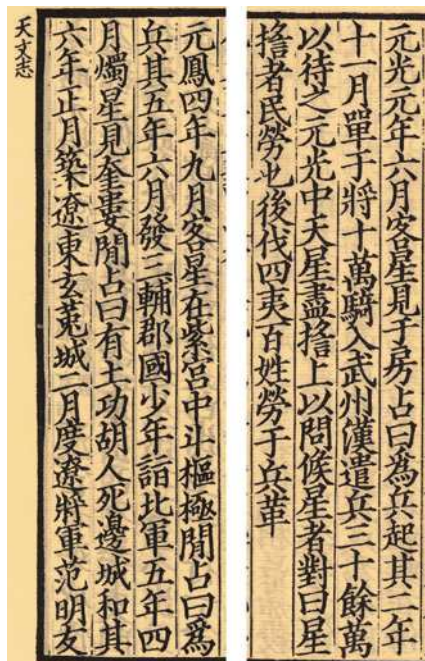 元光元年六月客星見于房占曰爲兵起其二年
十一月單于將十萬騎入武州漢遣兵三十餘萬
以待之元光中天星盡搖上以問候星者對曰星
搖者民勞也後伐四夷百姓勞于兵革
元鳳四年九月客星在紫宮中斗樞極閒占曰爲
兵其五年六月發三輔郡國少年詣北軍五年四
月燭星見奎婁閒占曰有土功胡人死邊城和其
六年正月築遼東玄菟城二月度遼將軍范明友
天文志